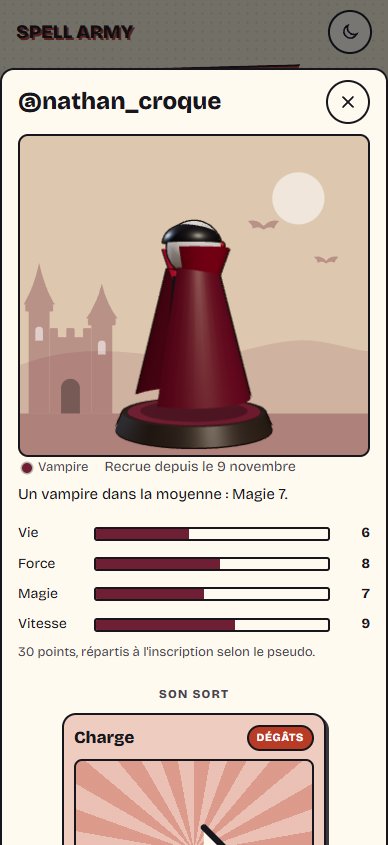 SPELL ARMY
@nathan_croque
Vampire Recrue depuis le 9 novembre
Un vampire dans la moyenne : Magie 7.
Vie 6
Force 8
Magie 7
Vitesse 9
30 points, répartis à l'inscription selon le pseudo.
SON SORT
Charge DÉGÂTS